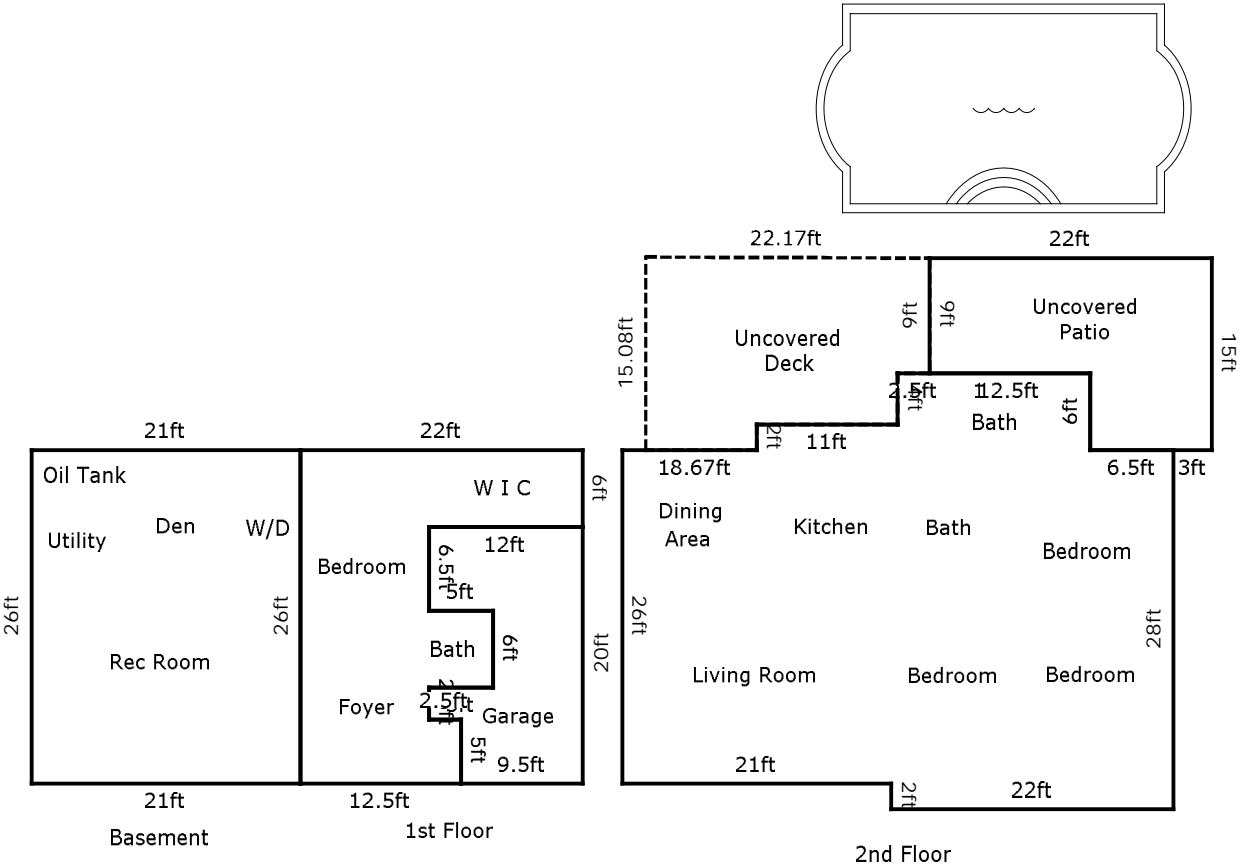 22.17ft
22ft
15.08ft
Uncovered
Deck
9ft
9ft
Uncovered
Patio
15ft
2.5ft
12.5ft
6ft
Bath
2ft
11ft
18.67ft
6.5ft
3ft
21ft
22ft
Oil Tank
Utility
Den
W/D
W I C
6ft
12ft
Bedroom
6.5ft
5ft
26ft
26ft
Rec Room
Bath
6ft
20ft
2.5ft
Foyer
Garage
5ft
9.5ft
21ft
12.5ft
Basement
1st Floor
Dining
Area
Kitchen
Bath
Bedroom
26ft
28ft
Living Room
Bedroom
Bedroom
21ft
2ft
22ft
2nd Floor